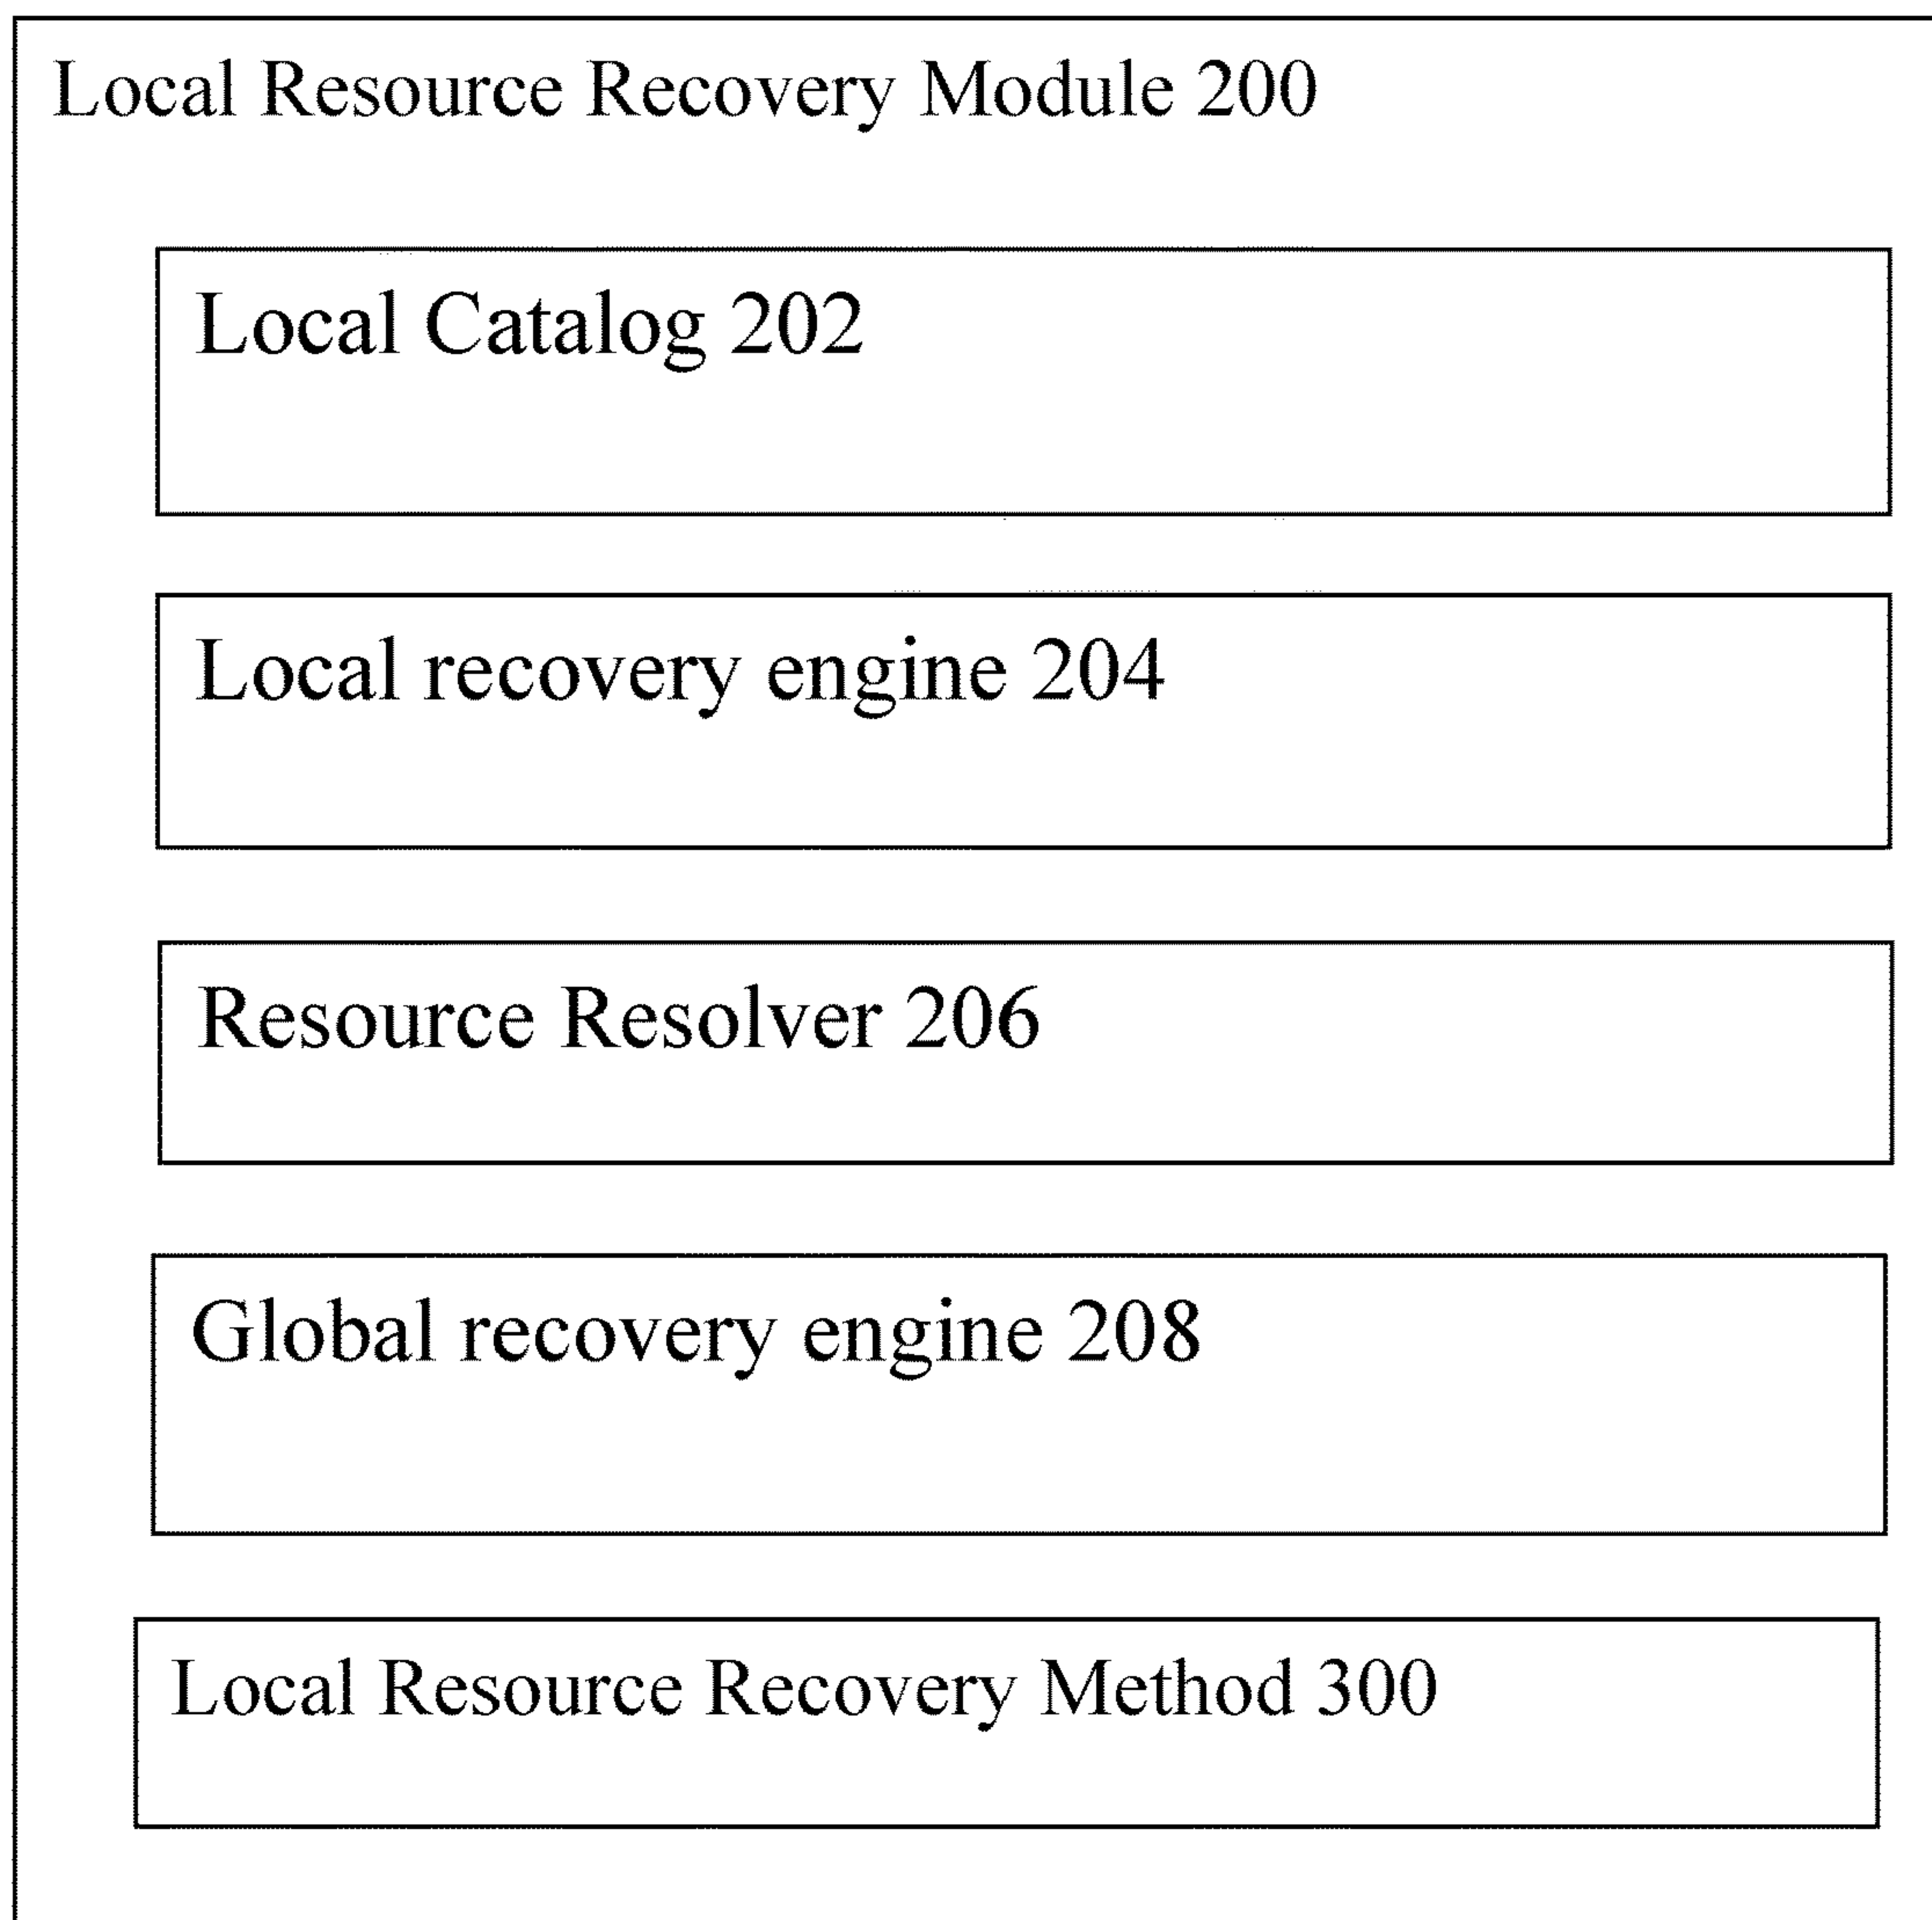 Local Resource Recovery Module 200
Local Catalog 202
Local recovery engine 204
Resource Resolver 206
Global recovery engine 208
Local Resource Recovery Method 300